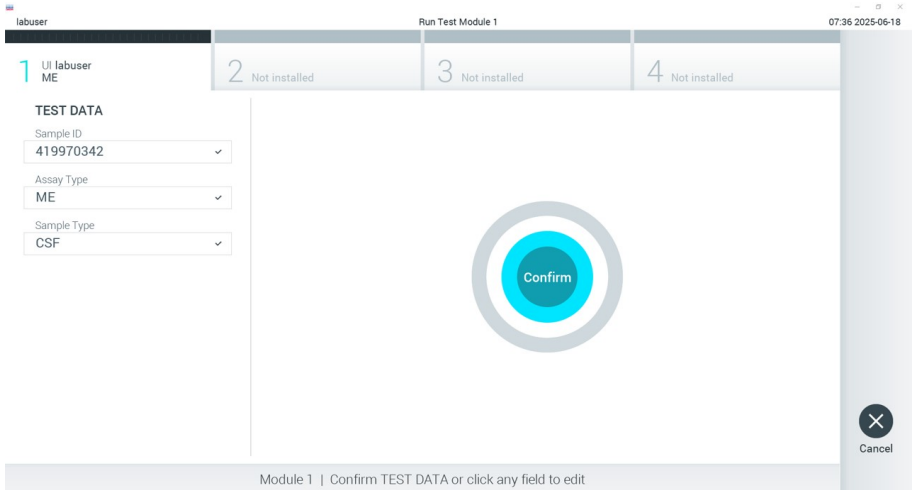 labuser
Run Test Module 1
07:36 2025-06-18
1
UI labuser
ME
2 Not installed
3 Not installed
4 Not installed
TEST DATA
Sample ID
419970342
Assay Type
ME
Sample Type
CSF
Confirm
Cancel
Module 1 | Confirm TEST DATA or click any field to edit